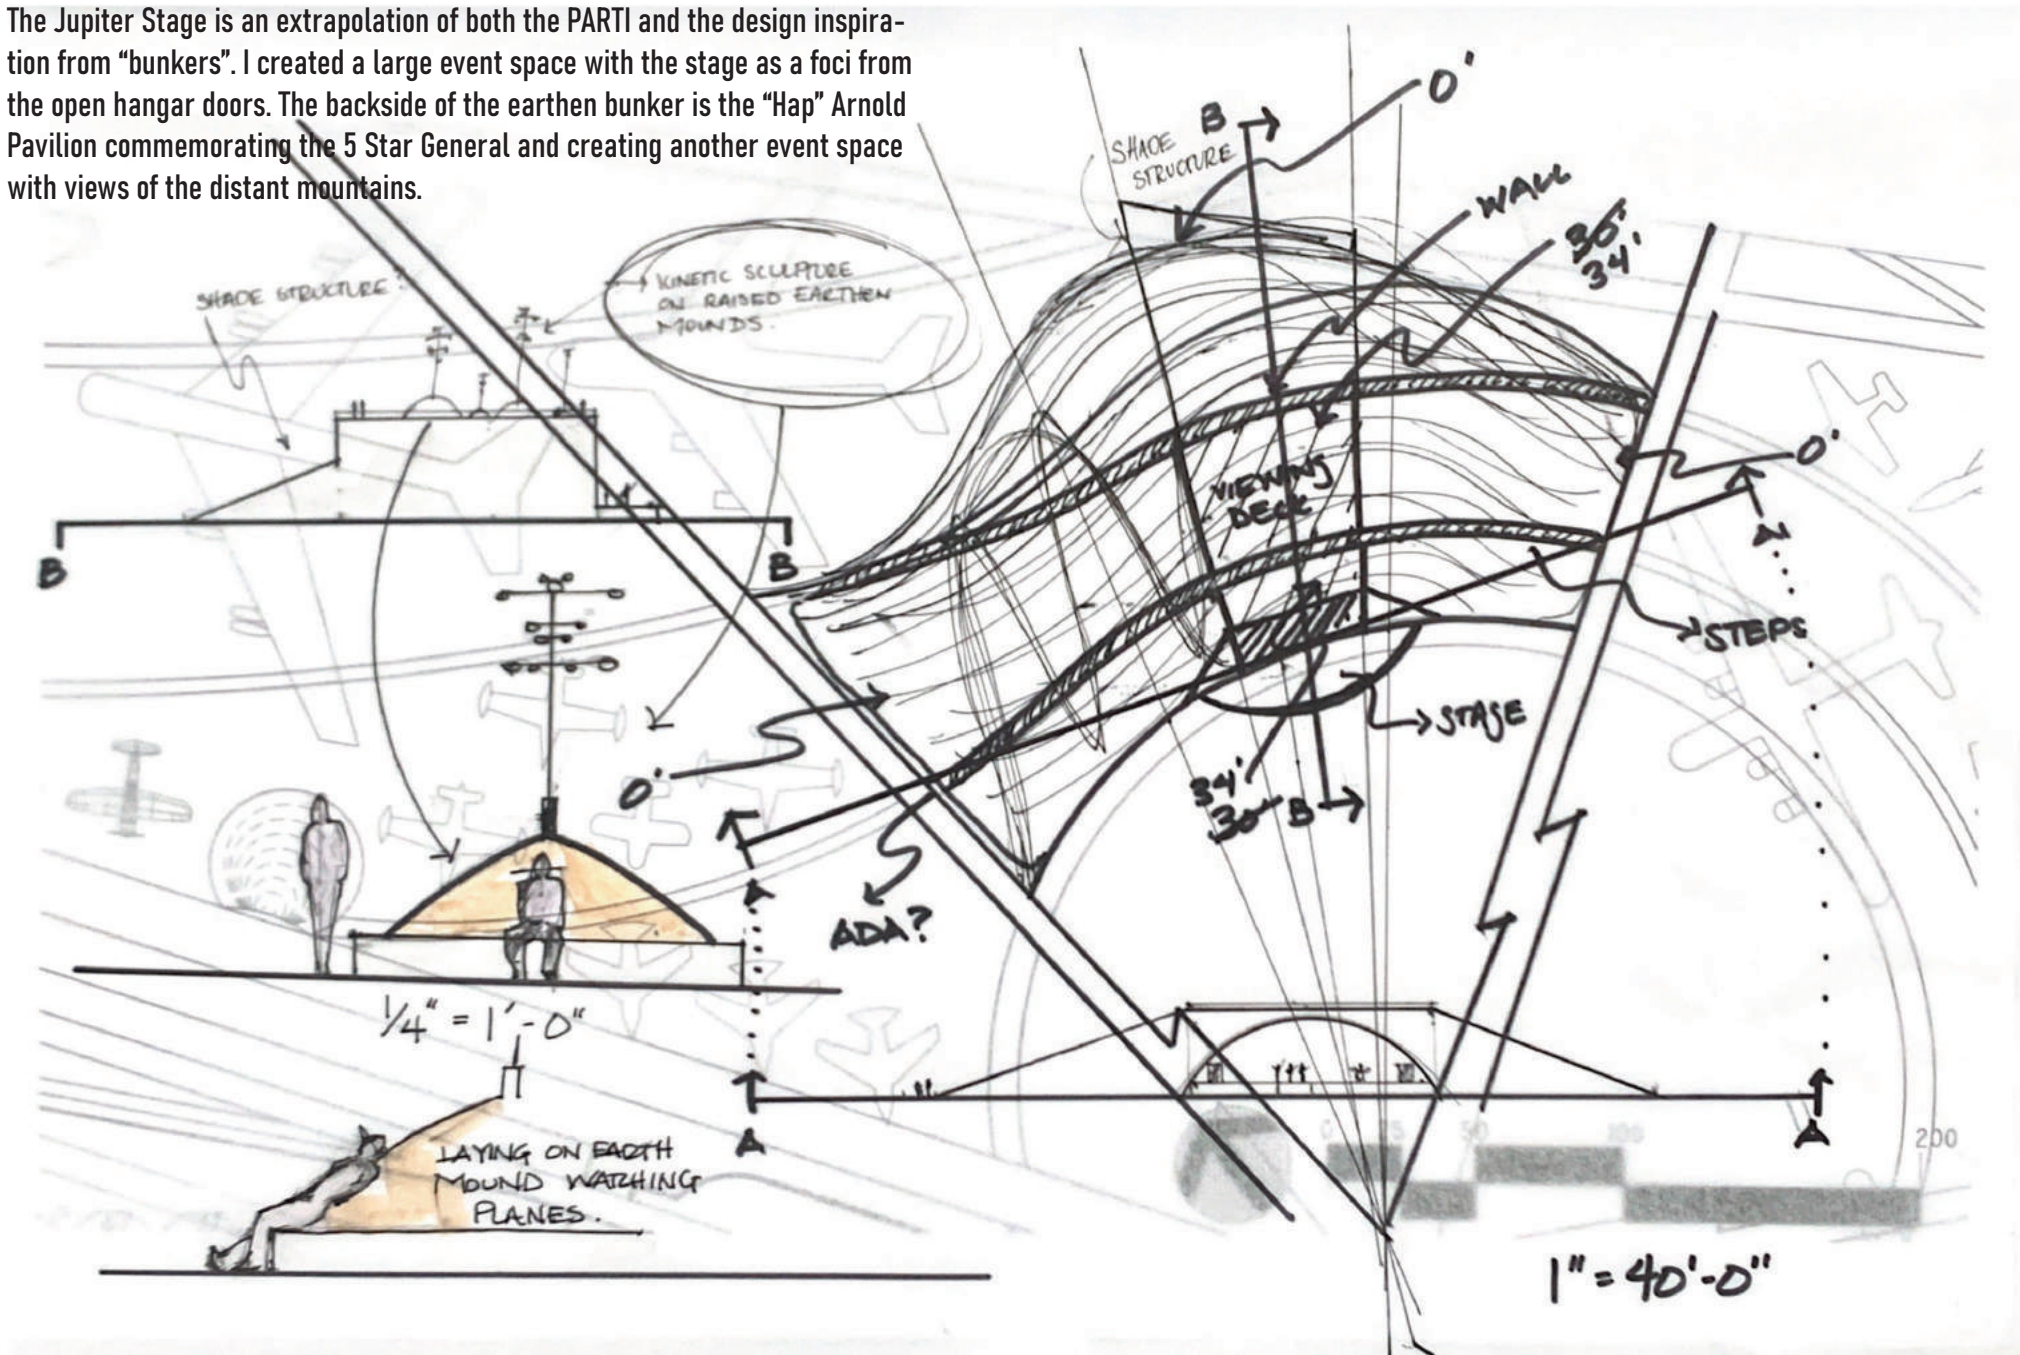 The Jupiter Stage is an extrapolation of both the PARTI and the design inspira-
tion from “bunkers”. I created a large event space with the stage as a foci from
the open hangar doors. The backside of the earthen bunker is the “Hap” Arnold
Pavilion commemorating the 5 Star General and creating another event space
with views of the distant mountains.
0'
B
SHADE
STRUCTURE
WALL
30'
34'
SHADE STRUCTURE?
KINETIC SCULPTURE
ON RAISED EARTHEN
MOUNDS.
0'
VIEWING
DECK
A
B
B
STEPS
STAGE
0'
34'
30' B
A
ADA?
1/4" = 1'-0"
A
A
LAYING ON EARTH
MOUND WATCHING
PLANES.
0 25 50 100 200
1" = 40'-0"